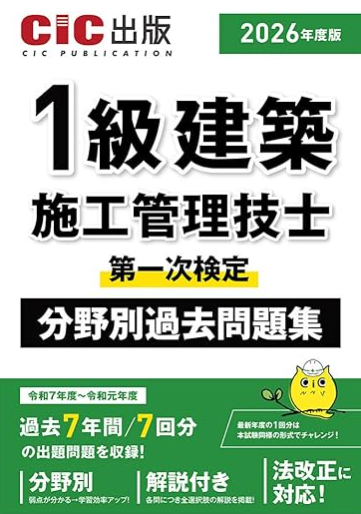 CIC出版
CIC PUBLICATION
2026年度版
1級建築
施工管理技士
第一次検定
分野別過去問題集
令和7年度～令和元年度
過去7年間/7回分
の出題問題を収録!
最新年度の1回分は
本試験同様の形式でチャレンジ!
分野別
弱点が分かる→学習効率アップ!
解説付き
各問につき全選択肢の解説を掲載!
法改正に
対応!